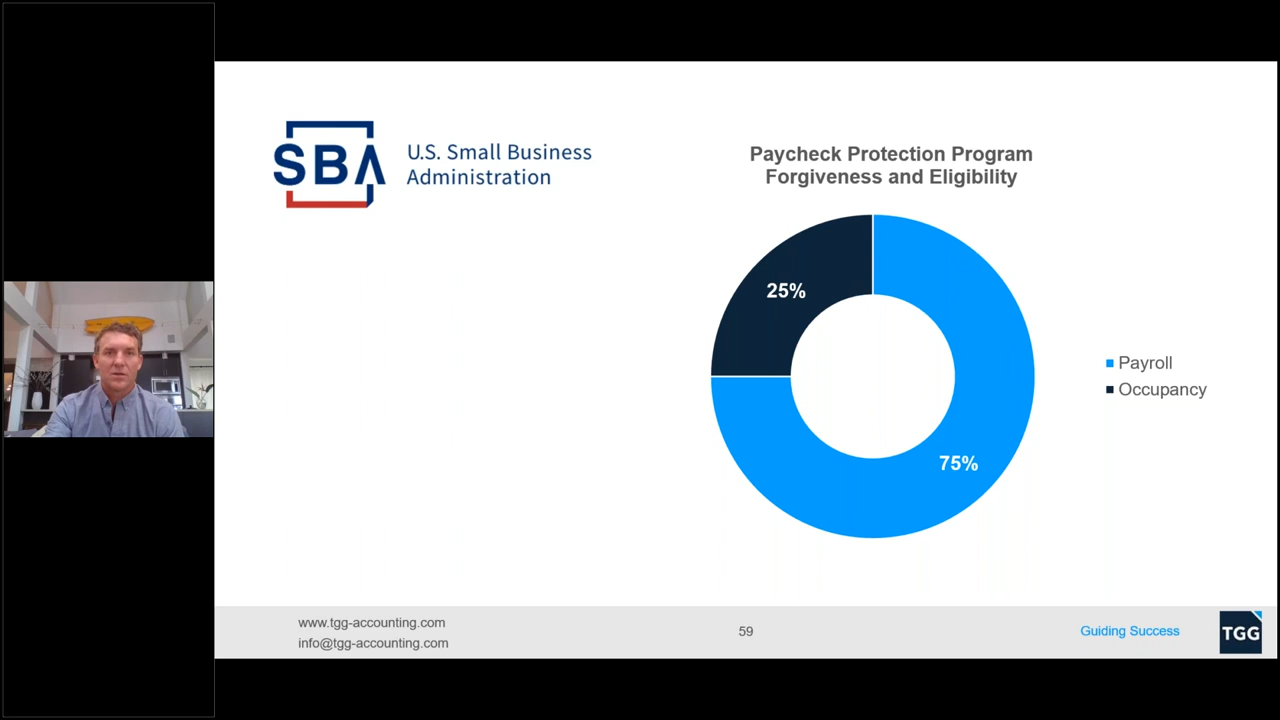 SBA
U.S. Small Business
Administration
Paycheck Protection Program
Forgiveness and Eligibility
25%
75%
Payroll
Occupancy
www.tgg-accounting.com
info@tgg-accounting.com
59
Guiding Success
TGG